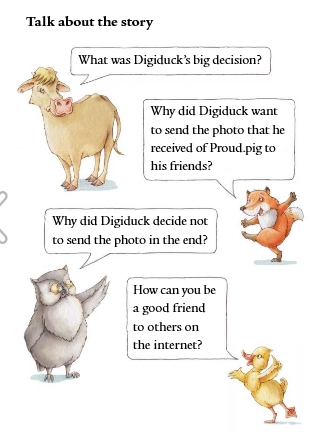 Talk about the story
What was Digiduck's big decision?
Why did Digiduck want
to send the photo that he
received of Proud.pig to
his friends?
Why did Digiduck decide not
to send the photo in the end?
How can you be
a good friend
to others on
the internet?